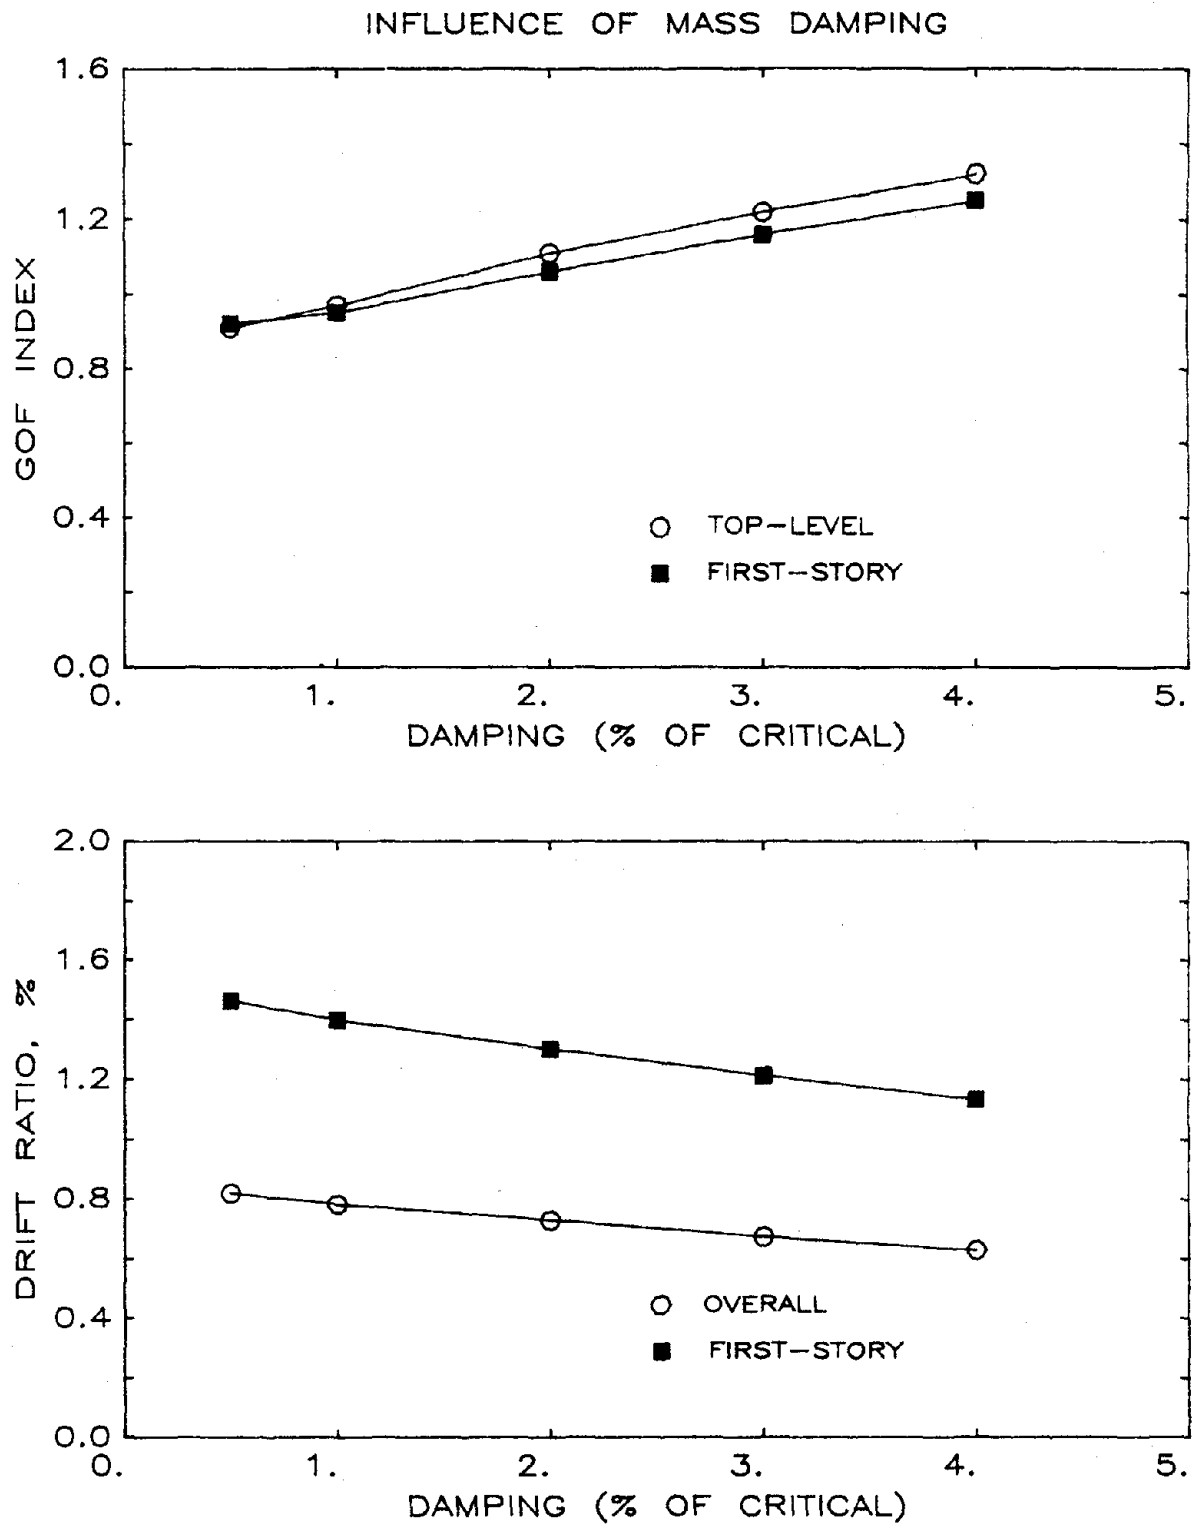 INFLUENCE OF MASS DAMPING
1.6
1.2
0.8
0.4
0.0
GOF INDEX
TOP-LEVEL
FIRST-STORY
0. 1. 2. 3. 4. 5.
DAMPING (% OF CRITICAL)
2.0
1.6
1.2
0.8
0.4
0.0
DRIFT RATIO, %
OVERALL
FIRST-STORY
0. 1. 2. 3. 4. 5.
DAMPING (% OF CRITICAL)